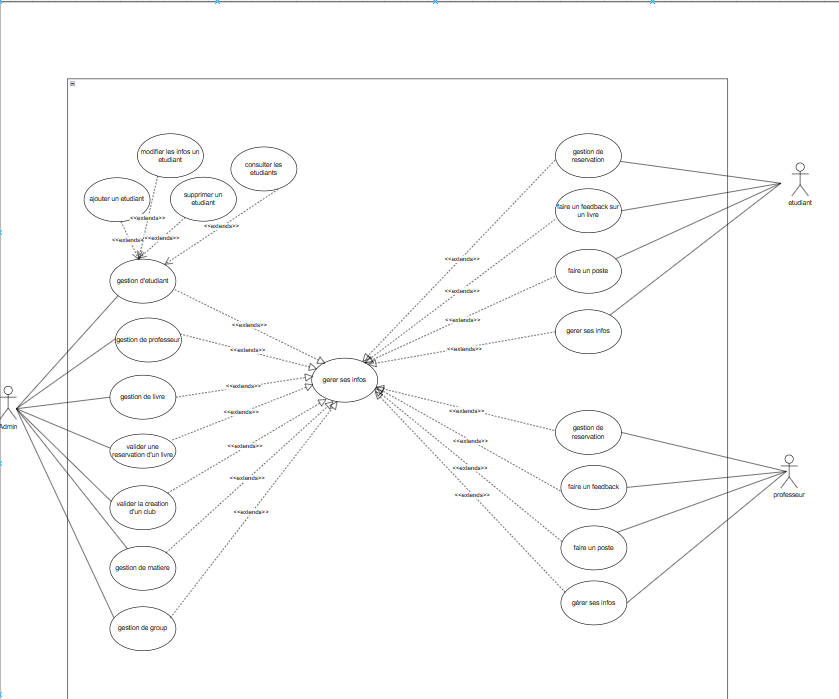 modifier les infos un
etudiant
consulter les
etudiants
ajouter un etudiant
supprimer un
etudiant
<<extends>>
<<extends>>
<<extends>>
<<extends>>
gestion d'etudiant
gestion de professeur
gestion de livre
valider une
reservation d'un livre
valider la creation
d'un club
gestion de matiere
gestion de group
Admin
<<extends>>
<<extends>>
<<extends>>
<<extends>>
<<extends>>
<<extends>>
<<extends>>
gerer ses infos
<<extends>>
<<extends>>
<<extends>>
<<extends>>
<<extends>>
<<extends>>
<<extends>>
<<extends>>
gestion de
reservation
faire un feedback sur
un livre
faire un poste
gerer ses infos
etudiant
gestion de
reservation
faire un feedback
faire un poste
gérer ses infos
professeur